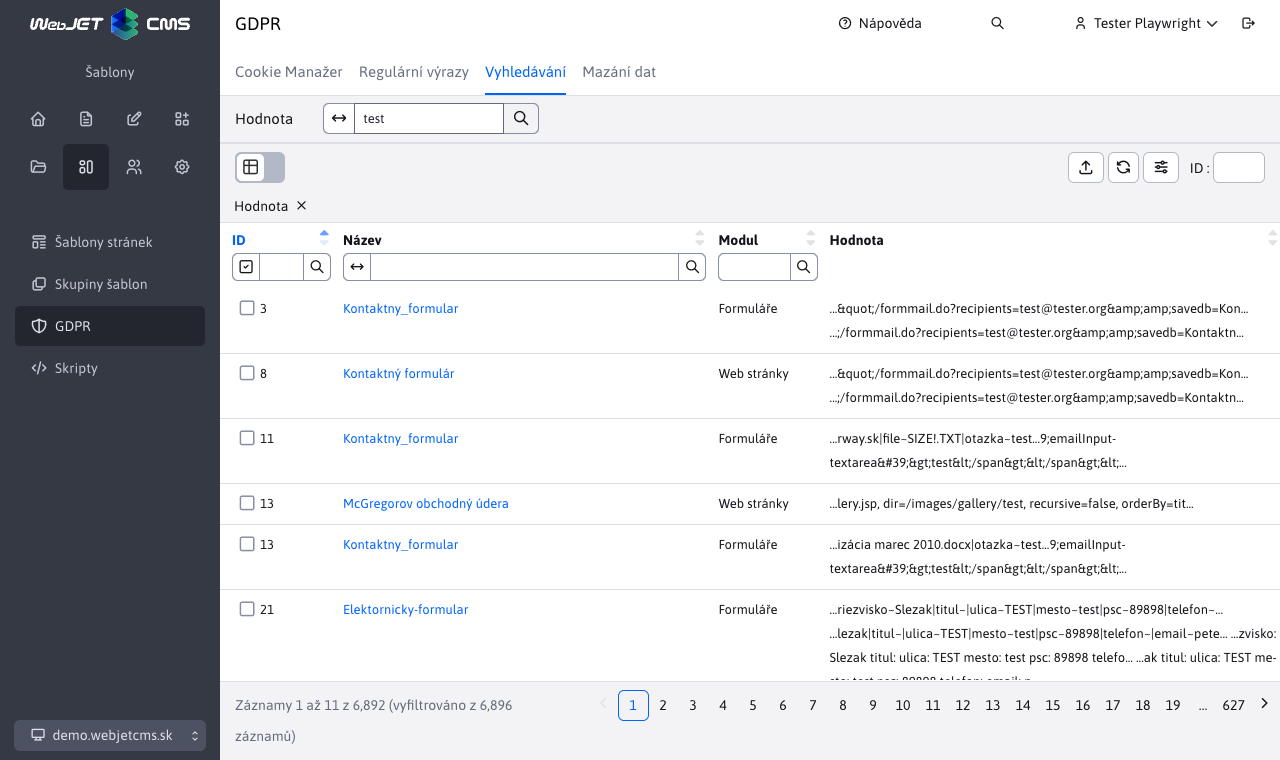 WebJET CMS
GDPR
Nápověda
Tester Playwright
Šablony
Cookie Manažer
Regulární výrazy
Vyhledávání
Mazání dat
Hodnota
test
ID :
Hodnota
Šablony stránek
Skupiny šablon
GDPR
Skripty
ID
Název
Modul
Hodnota
3 Kontaktny_formular Formuláře ...&quot;/formmail.do?recipients=test@tester.org&amp;amp;savedb=Kon...
...;/formmail.do?recipients=test@tester.org&amp;amp;savedb=Kontaktn...
8 Kontaktný formulár Web stránky ...&quot;/formmail.do?recipients=test@tester.org&amp;amp;savedb=Kon...
...;/formmail.do?recipients=test@tester.org&amp;amp;savedb=Kontaktn...
11 Kontaktny_formular Formuláře ...rway.sk|file~SIZE!.TXT|otazka~test...9;emailInput-
textarea&#39;&gt;test&lt;/span&gt;&lt;/span&gt;&lt;...
13 McGregorov obchodný údera Web stránky ...lery.jsp, dir=/images/gallery/test, recursive=false, orderBy=tit...
13 Kontaktny_formular Formuláře ...izácia marec 2010.docx|otazka~test...9;emailInput-
textarea&#39;&gt;test&lt;/span&gt;&lt;/span&gt;&lt;...
21 Elektornicky-formular Formuláře ...riezvisko~Slezak|titul~|ulica~TEST|mesto~test|psc~89898|telefon~...
...lezak|titul~|ulica~TEST|mesto~test|psc~89898|telefon~|email~pete... ...zvisko:
Slezak titul: ulica: TEST mesto: test psc: 89898 telefo... ...ak titul: ulica: TEST me-
sto: test psc: 89898 telefon: email: p...
Záznamy 1 až 11 z 6,892 (vyfiltrováno z 6,896
záznamů)
1 2 3 4 5 6 7 8 9 10 11 12 13 14 15 16 17 18 19 ... 627
demo.webjetcms.sk